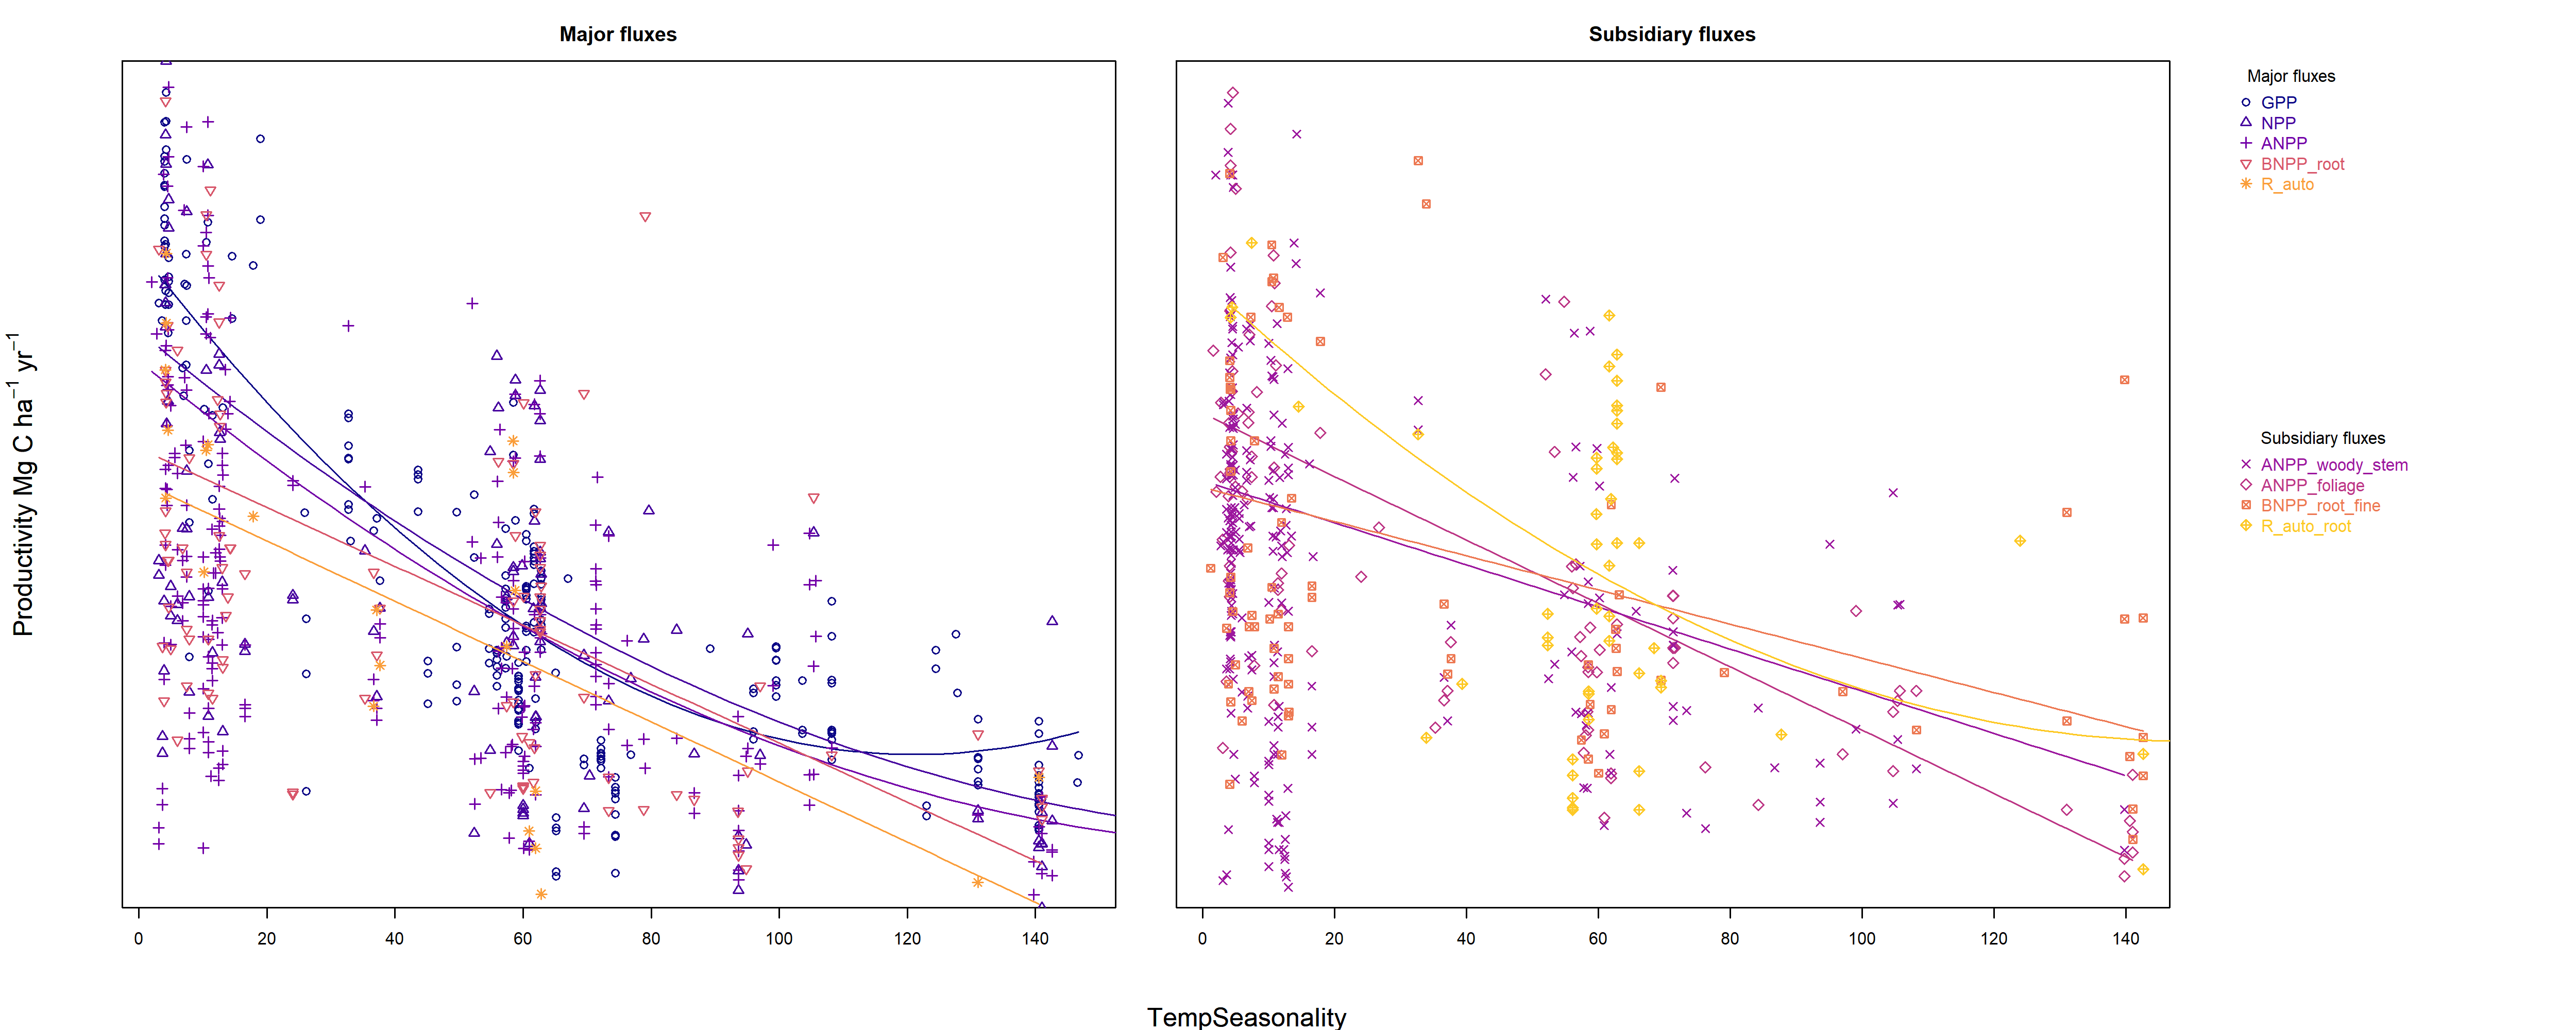 Major fluxes
Subsidiary fluxes
Productivity Mg C ha⁻¹ yr⁻¹
0 20 40 60 80 100 120 140
0 20 40 60 80 100 120 140
TempSeasonality
Major fluxes
GPP
NPP
ANPP
BNPP_root
R_auto
Subsidiary fluxes
ANPP_woody_stem
ANPP_foliage
BNPP_root_fine
R_auto_root